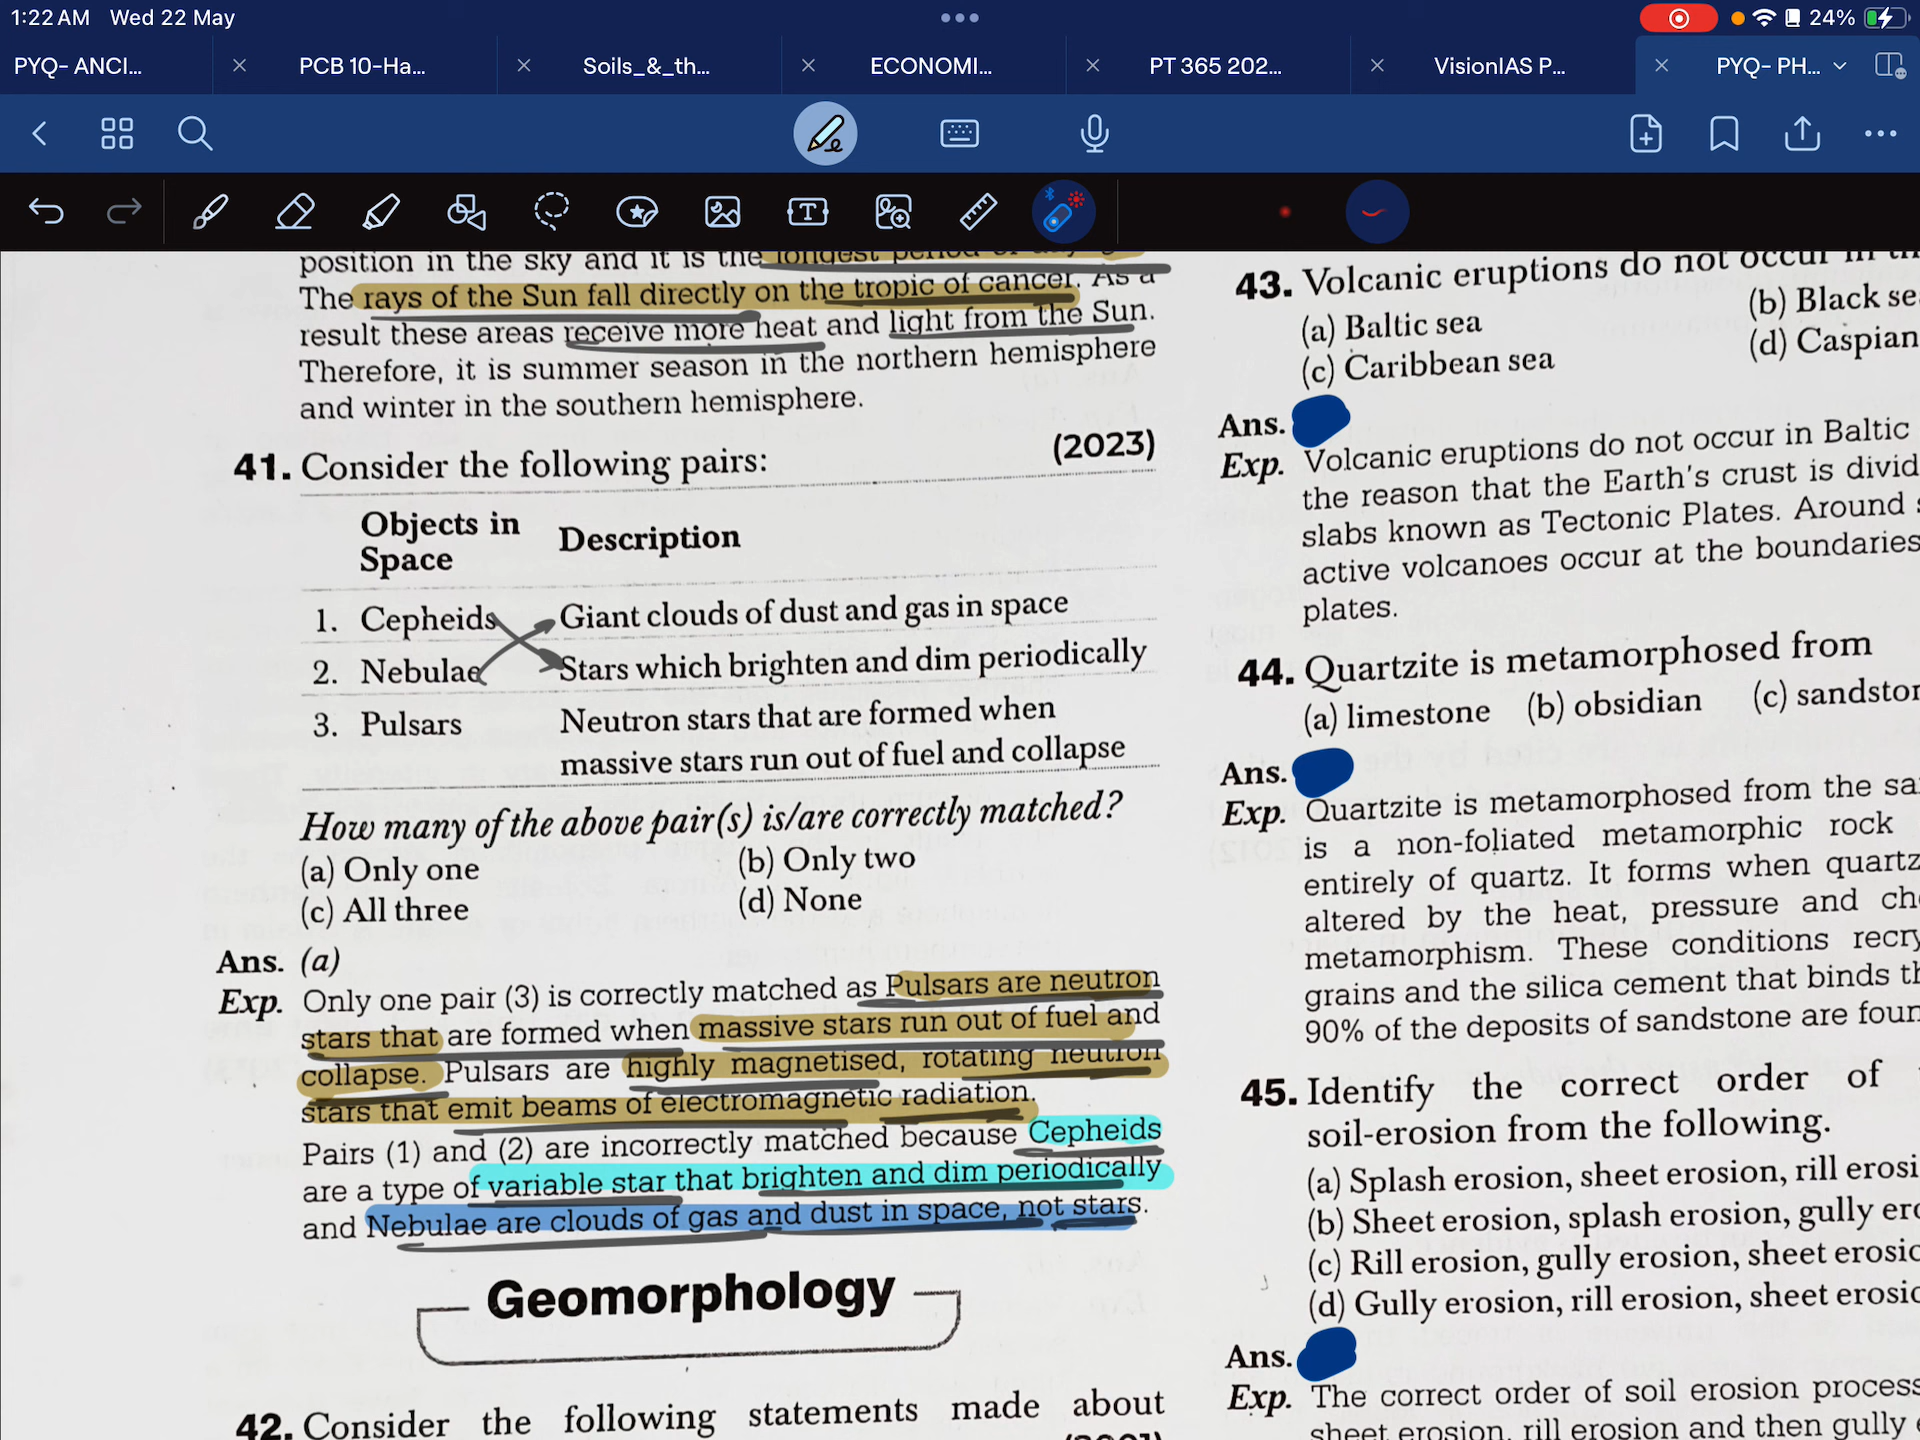 1:22 AM Wed 22 May
24%
PYQ- ANCI...
PCB 10-Ha...
Soils_&_th...
ECONOMI...
PT 365 202...
VisionIAS P...
PYQ- PH...
position in the sky and it is the longest period of
The rays of the Sun fall directly on the tropic of cancer. As a
result these areas receive more heat and light from the Sun.
Therefore, it is summer season in the northern hemisphere
and winter in the southern hemisphere.
41. Consider the following pairs: (2023)
Objects in Space Description
1. Cepheids Giant clouds of dust and gas in space
2. Nebulae Stars which brighten and dim periodically
3. Pulsars Neutron stars that are formed when
massive stars run out of fuel and collapse
How many of the above pair(s) is/are correctly matched?
(a) Only one (b) Only two
(c) All three (d) None
Ans. (a)
Exp. Only one pair (3) is correctly matched as Pulsars are neutron
stars that are formed when massive stars run out of fuel and
collapse. Pulsars are highly magnetised, rotating neutron
stars that emit beams of electromagnetic radiation.
Pairs (1) and (2) are incorrectly matched because Cepheids
are a type of variable star that brighten and dim periodically
and Nebulae are clouds of gas and dust in space, not stars.
Geomorphology
42. Consider the following statements made about
43. Volcanic eruptions do not occur in
(a) Baltic sea (b) Black
(c) Caribbean sea (d) Caspian
Ans.
Exp. Volcanic eruptions do not occur in Baltic
the reason that the Earth's crust is
slabs known as Tectonic Plates. Around
active volcanoes occur at the boundaries
plates.
44. Quartzite is metamorphosed from
(a) limestone (b) obsidian (c)
Ans.
Exp. Quartzite is metamorphosed from the
is a non-foliated metamorphic rock
entirely of quartz. It forms when
altered by the heat, pressure and
metamorphism. These conditions
grains and the silica cement that binds
90% of the deposits of sandstone are
45. Identify the correct order of
soil-erosion from the following.
(a) Splash erosion, sheet erosion, rill
(b) Sheet erosion, splash erosion, gully
(c) Rill erosion, gully erosion, sheet
(d) Gully erosion, rill erosion, sheet
Ans.
Exp. The correct order of soil erosion
sheet erosion, rill erosion and then gully